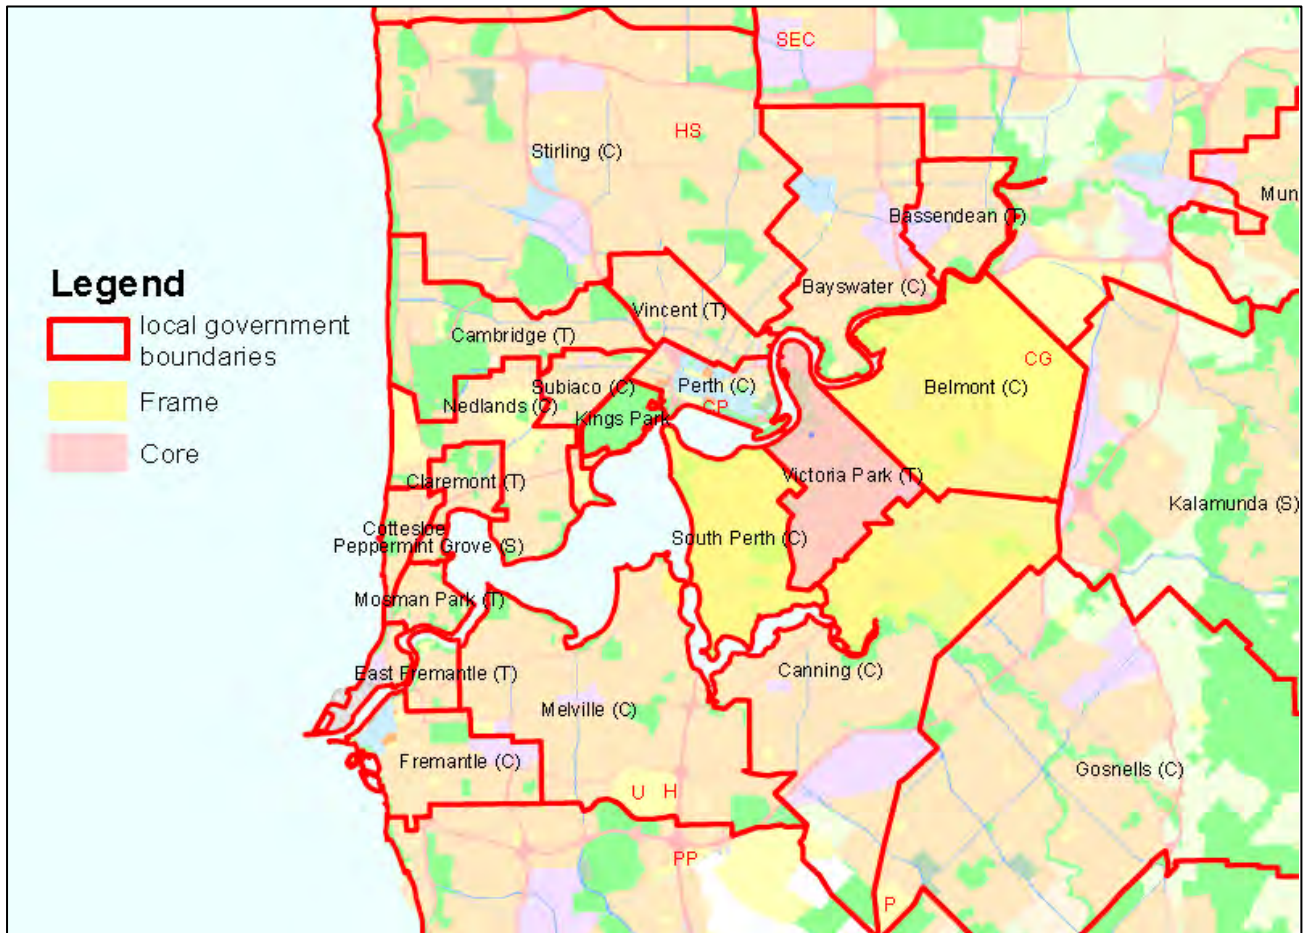 SEC
HS
Stirling (C)
Mun
Bassendean (T)
Legend
local government
boundaries
Frame
Core
Bayswater (C)
Vincent (T)
Cambridge (T)
CG
Subiaco (C)
Perth (C)
Belmont (C)
Nedlands (C)
CP
Kings Park
Claremont (T)
Victoria Park (T)
Kalamunda (S)
Cottesloe
Peppermint Grove (S)
South Perth (C)
Mosman Park (T)
East Fremantle (T)
Canning (C)
Melville (C)
Fremantle (C)
Gosnells (C)
U H
PP
P